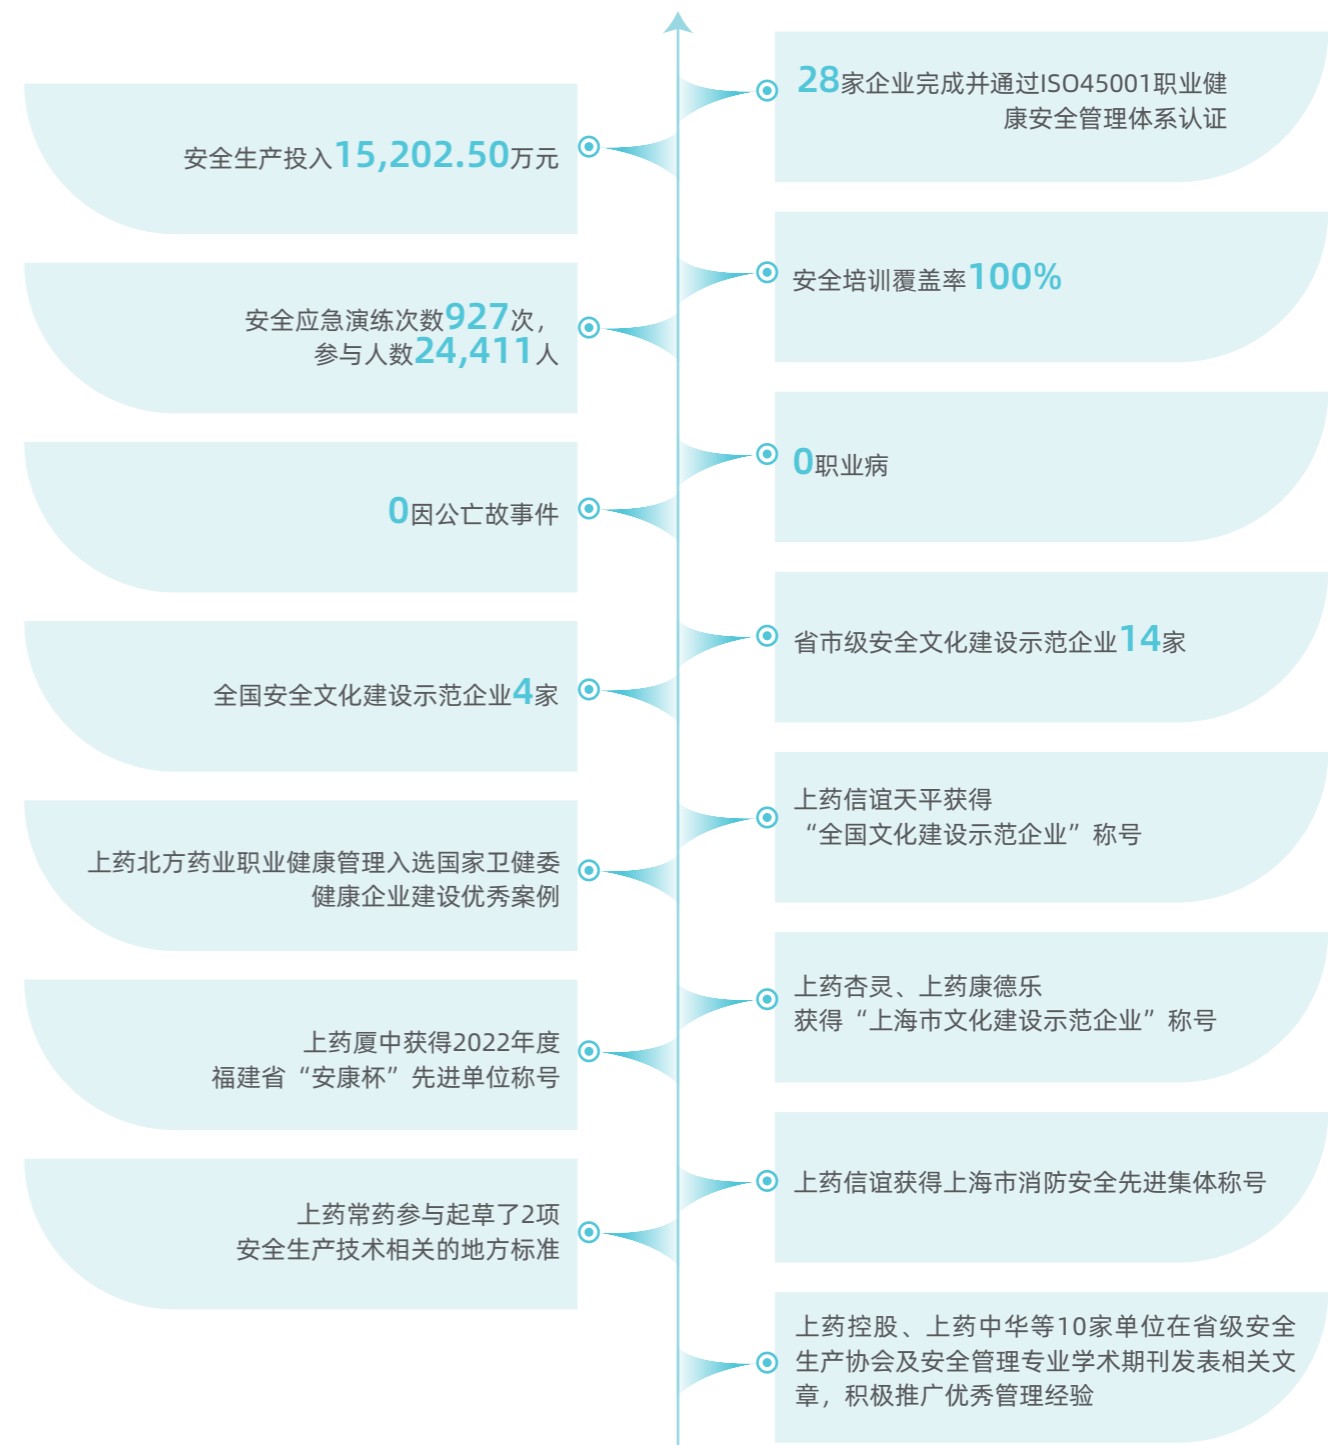 28家企业完成并通过ISO45001职业健
康安全管理体系认证
安全生产投入15,202.50万元
安全培训覆盖率100%
安全应急演练次数927次，
参与人数24,411人
0职业病
0因公亡故事件
省市级安全文化建设示范企业14家
全国安全文化建设示范企业4家
上药信谊天平获得
“全国文化建设示范企业”称号
上药北方药业职业健康管理入选国家卫健委
健康企业建设优秀案例
上药杏灵、上药康德乐
获得“上海市文化建设示范企业”称号
上药厦中获得2022年度
福建省“安康杯”先进单位称号
上药信谊获得上海市消防安全先进集体称号
上药常药参与起草了2项
安全生产技术相关的地方标准
上药控股、上药中华等10家单位在省级安全
生产协会及安全管理专业学术期刊发表相关文
章，积极推广优秀管理经验